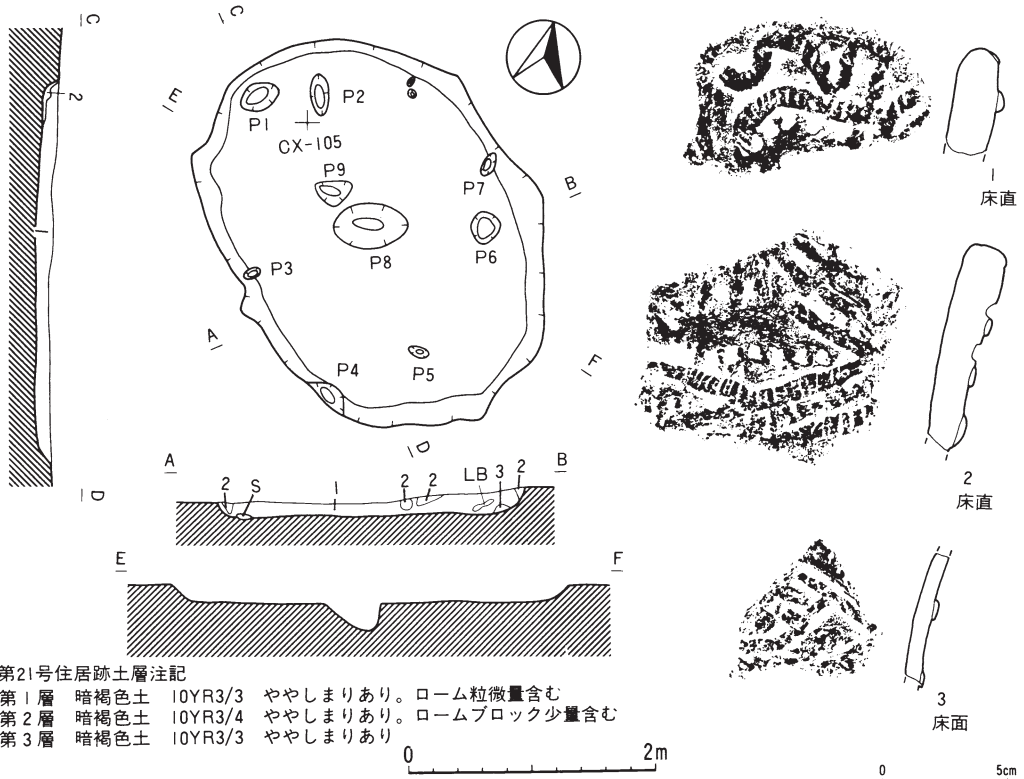 C
C
E
2
P1
P2
CX-105
P9
P7
B
P8
P6
P3
A
P5
P4
F
D
D
1
A
2
S
1
2
2
LB
3
2
B
E
F
1
床直
2
床直
3
床面
第21号住居跡土層注記
第1層 暗褐色土 10YR3/3 ややしまりあり。ローム粒微量含む
第2層 暗褐色土 10YR3/4 ややしまりあり。ロームブロック少量含む
第3層 暗褐色土 10YR3/3 ややしまりあり
0 2m
0 5cm